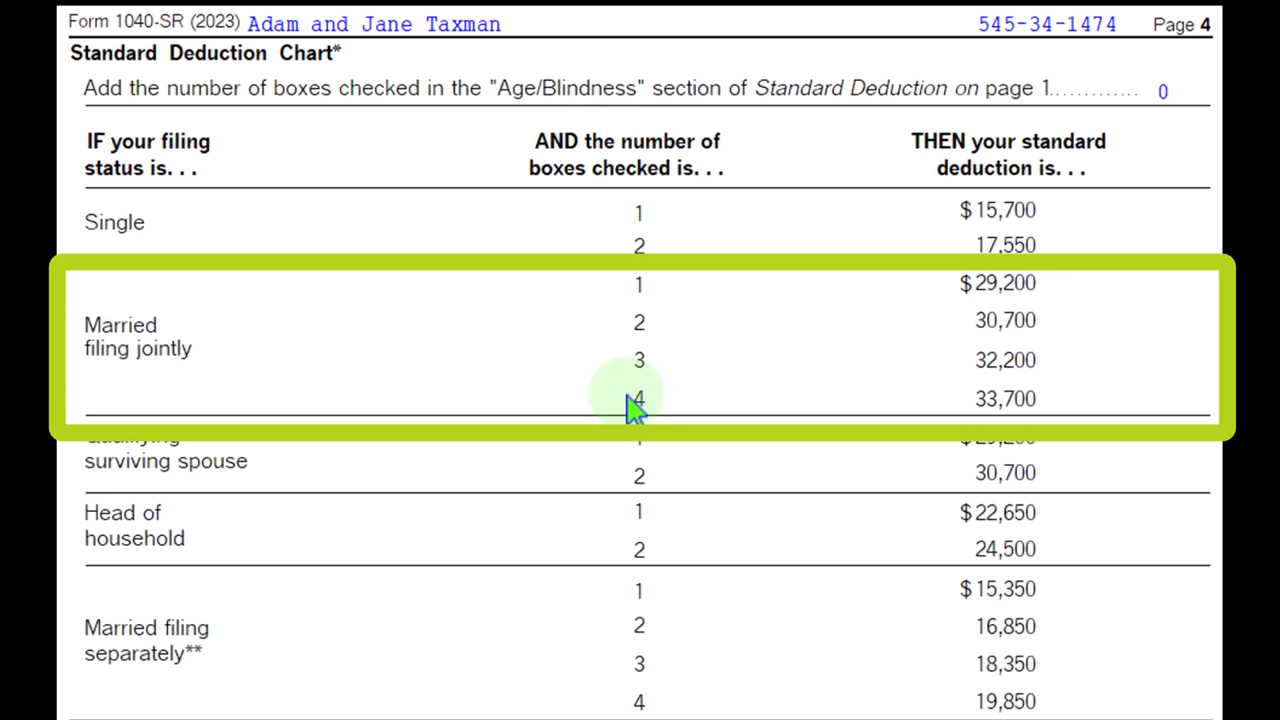 Form 1040-SR (2023) Adam and Jane Taxman 545-34-1474 Page 4
Standard Deduction Chart*
Add the number of boxes checked in the "Age/Blindness" section of Standard Deduction on page 1............. 0
IF your filing AND the number of THEN your standard
status is. . . boxes checked is. . . deduction is. . .
Single
1 $15,700
2 17,550
Married
filing jointly
1 $29,200
2 30,700
3 32,200
4 33,700
surviving spouse
2 30,700
Head of
household
1 $22,650
2 24,500
Married filing
separately**
1 $15,350
2 16,850
3 18,350
4 19,850